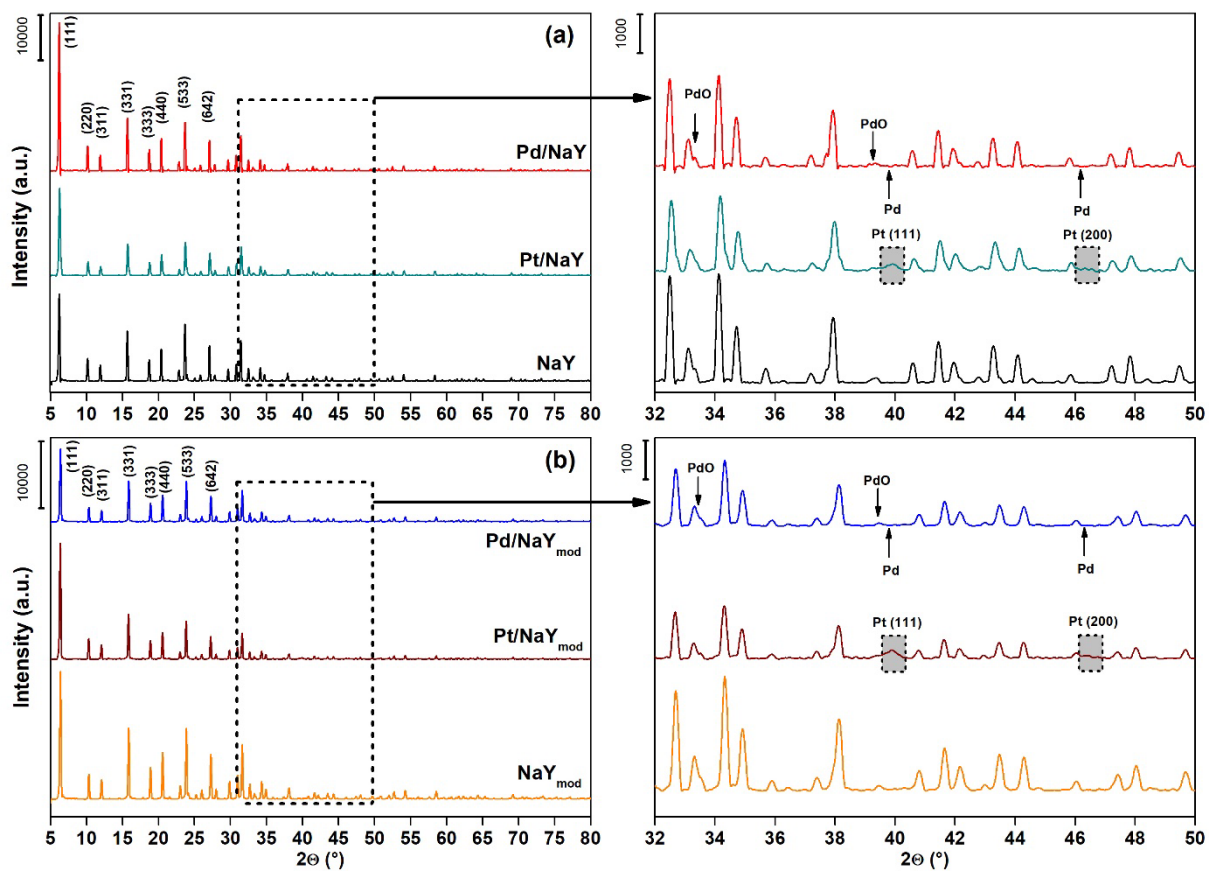 10000
(111)
(220)
(311)
(331)
(333)
(440)
(533)
(642)
(a)
Pd/NaY
Pt/NaY
NaY
Intensity (a.u.)
5 10 15 20 25 30 35 40 45 50 55 60 65 70 75 80
1000
PdO
PdO
Pd
Pd
Pt (111)
Pt (200)
32 34 36 38 40 42 44 46 48 50
10000
(111)
(220)
(311)
(331)
(333)
(440)
(533)
(642)
(b)
Pd/NaYmod
Pt/NaYmod
NaYmod
Intensity (a.u.)
5 10 15 20 25 30 35 40 45 50 55 60 65 70 75 80
2Θ (°)
1000
PdO
PdO
Pd
Pd
Pt (111)
Pt (200)
32 34 36 38 40 42 44 46 48 50
2Θ (°)